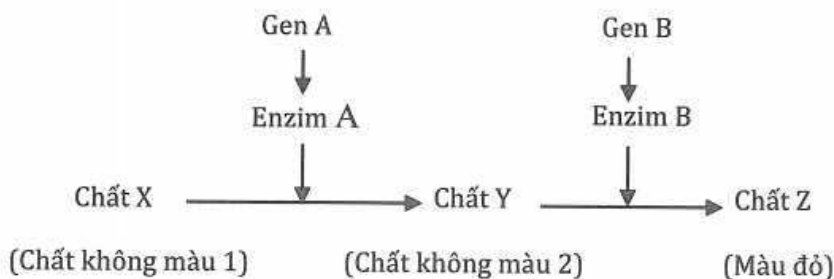 Gen A Gen B
Enzim A Enzim B
Chất X Chất Y Chất Z
(Chất không màu 1) (Chất không màu 2) (Màu đỏ)